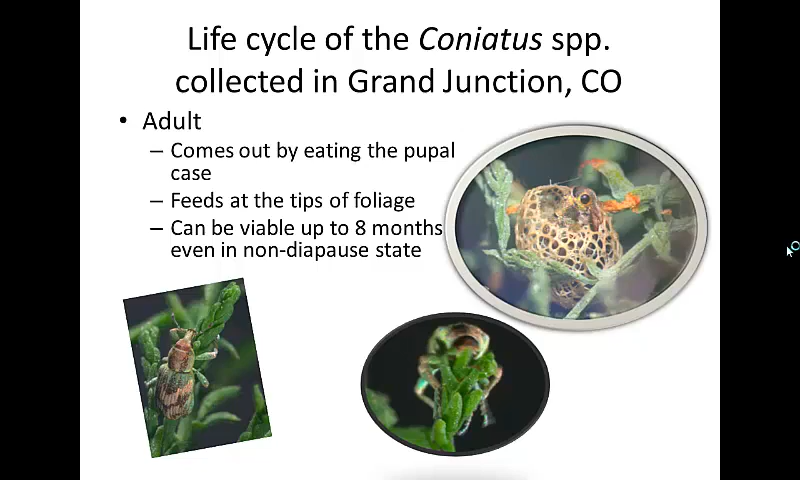 Life cycle of the Coniatus spp.
collected in Grand Junction, CO
• Adult
– Comes out by eating the pupal
case
– Feeds at the tips of foliage
– Can be viable up to 8 months
even in non-diapause state